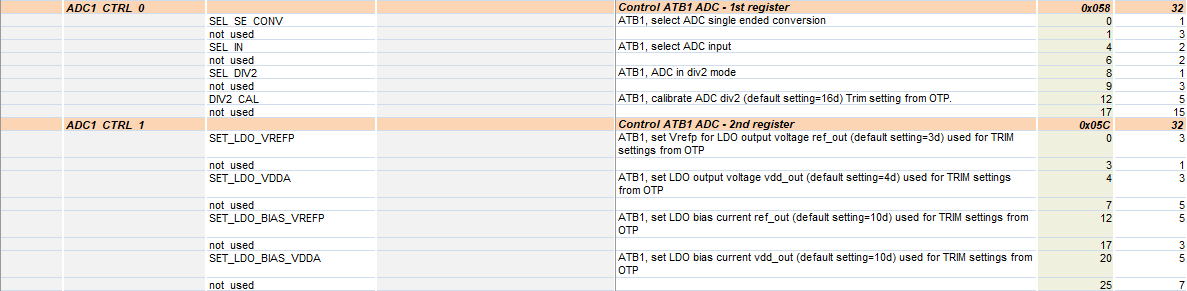 ADC1 CTRL 0 Control ATB1 ADC - 1st register 0x058 32
SEL SE CONV ATB1, select ADC single ended conversion 0 1
not used 1 3
SEL IN ATB1, select ADC input 4 2
not used 6 2
SEL DIV2 ATB1, ADC in div2 mode 8 1
not used 9 3
DIV2 CAL ATB1, calibrate ADC div2 (default setting=16d) Trim setting from OTP. 12 5
not used 17 15
ADC1 CTRL 1 Control ATB1 ADC - 2nd register 0x05C 32
SET_LDO_VREFP ATB1, set Vrefp for LDO output voltage ref_out (default setting=3d) used for TRIM 0 3
settings from OTP
not used 3 1
SET_LDO_VDDA ATB1, set LDO output voltage vdd_out (default setting=4d) used for TRIM settings 4 3
from OTP
not used 7 5
SET_LDO_BIAS_VREFP ATB1, set LDO bias current ref_out (default setting=10d) used for TRIM settings from 12 5
OTP
not used 17 3
SET_LDO_BIAS_VDDA ATB1, set LDO bias current vdd_out (default setting=10d) used for TRIM settings from 20 5
OTP
not used 25 7